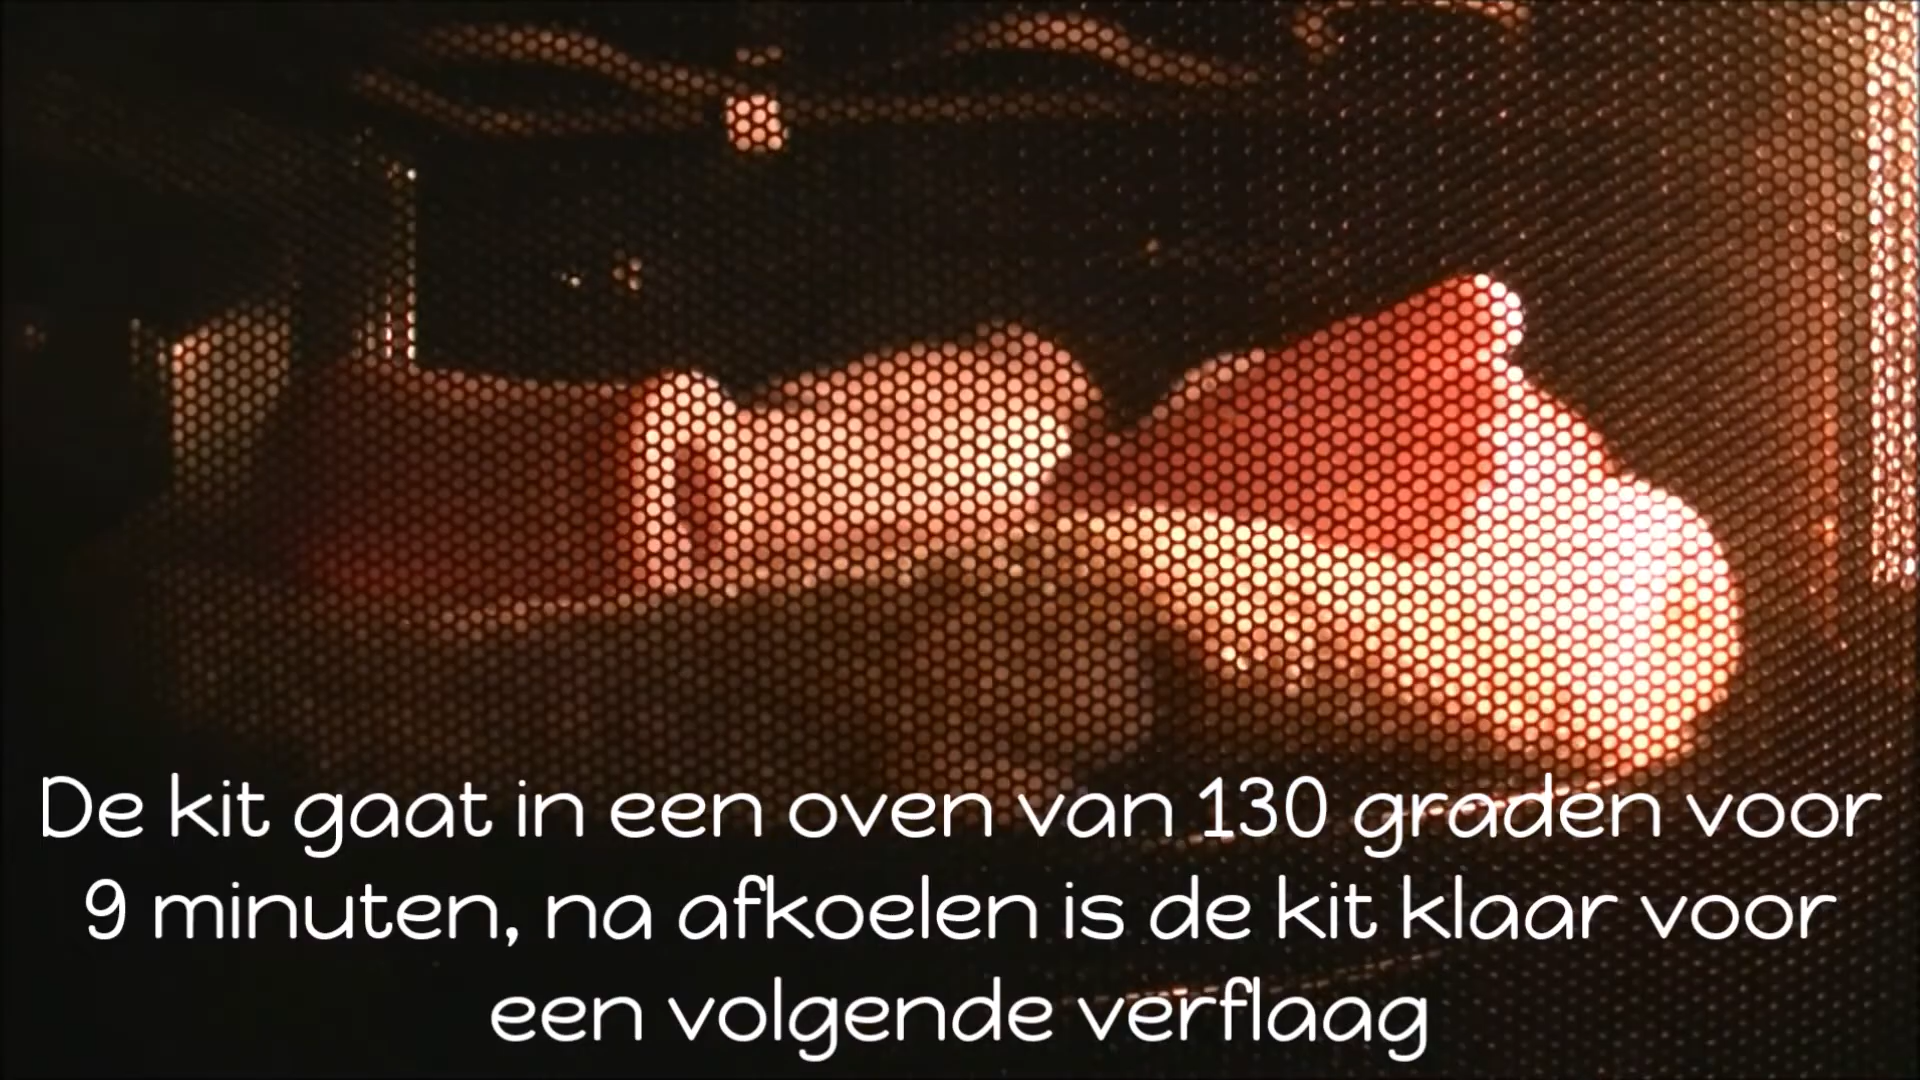 De kit gaat in een oven van 130 graden voor
9 minuten, na afkoelen is de kit klaar voor
een volgende verflaag